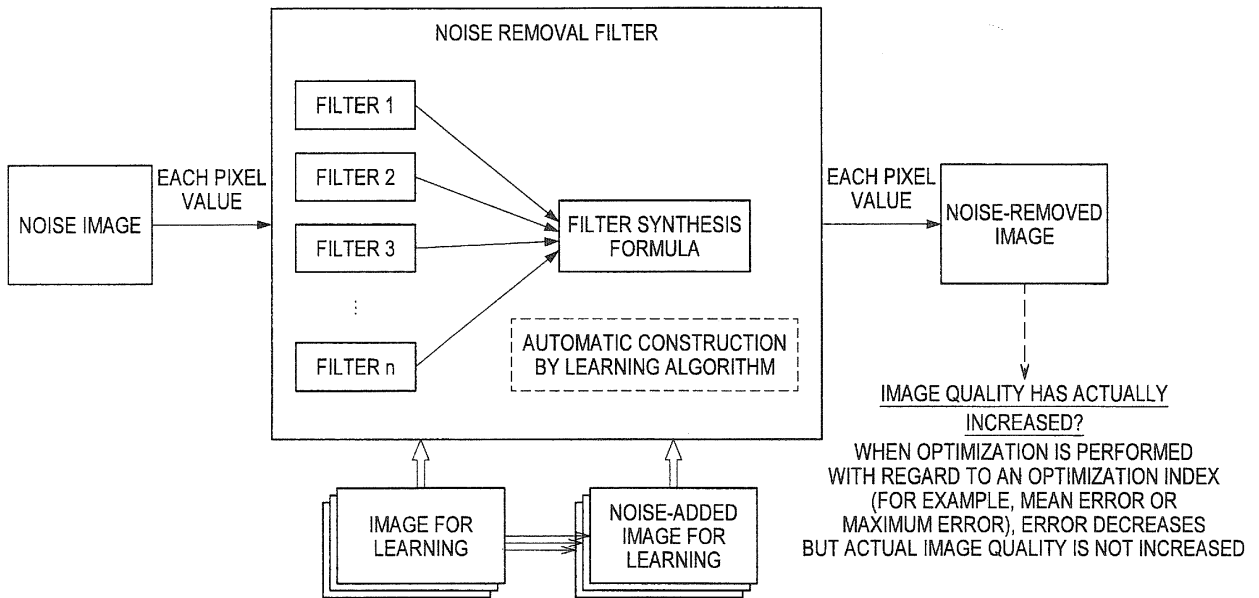 NOISE REMOVAL FILTER
FILTER 1
FILTER 2
FILTER 3
⋮
FILTER n
FILTER SYNTHESIS
FORMULA
AUTOMATIC CONSTRUCTION
BY LEARNING ALGORITHM
NOISE IMAGE
EACH PIXEL
VALUE
EACH PIXEL
VALUE
NOISE-REMOVED
IMAGE
IMAGE QUALITY HAS ACTUALLY
INCREASED?
WHEN OPTIMIZATION IS PERFORMED
WITH REGARD TO AN OPTIMIZATION INDEX
(FOR EXAMPLE, MEAN ERROR OR
MAXIMUM ERROR), ERROR DECREASES
BUT ACTUAL IMAGE QUALITY IS NOT INCREASED
IMAGE FOR
LEARNING
NOISE-ADDED
IMAGE FOR
LEARNING